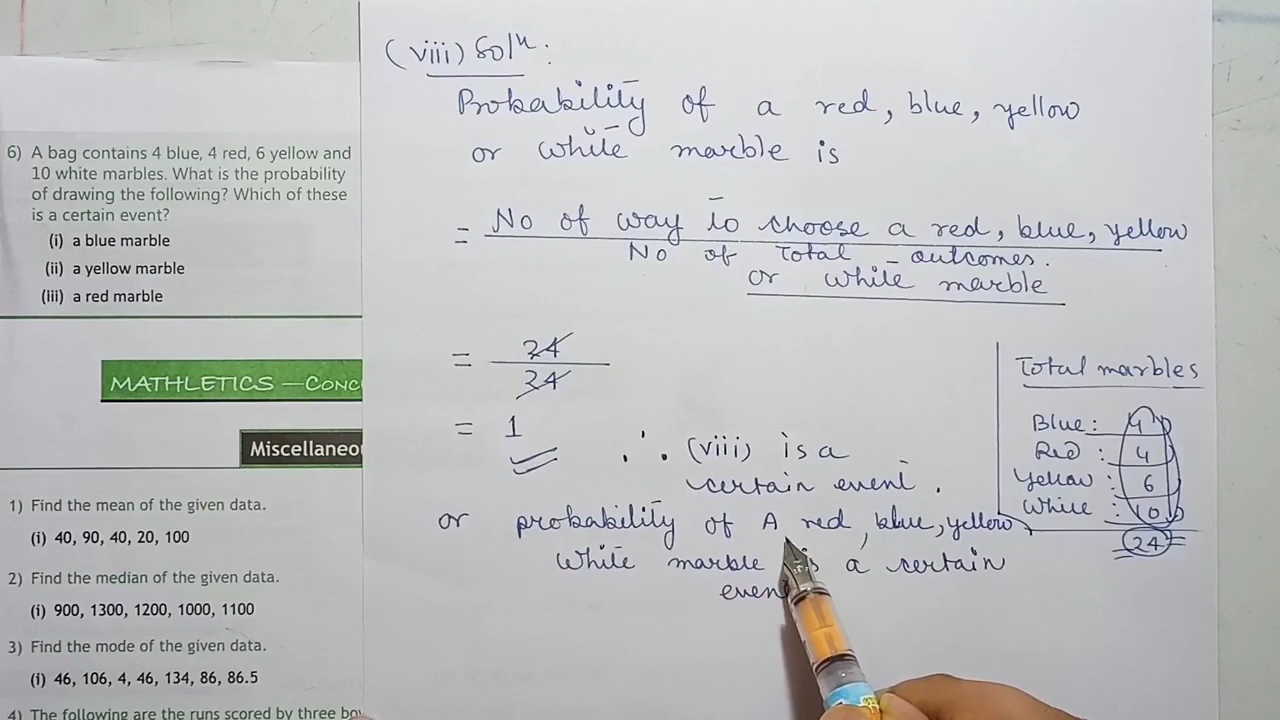 6) A bag contains 4 blue, 4 red, 6 yellow and
10 white marbles. What is the probability
of drawing the following? Which of these
is a certain event?
(i) a blue marble
(ii) a yellow marble
(iii) a red marble
MATHLETICS —CONC
Miscellaneo
1) Find the mean of the given data.
(i) 40, 90, 40, 20, 100
2) Find the median of the given data.
(i) 900, 1300, 1200, 1000, 1100
3) Find the mode of the given data.
(i) 46, 106, 4, 46, 134, 86, 86.5
4) The following are the runs scored by three bo
(viii) Solⁿ:
Probability of a red, blue, yellow
or white marble is
= No of way to choose a red, blue, yellow
No of Total outcomes.
or white marble
= 24
24
= 1
∴ (viii) is a
certain event.
or probability of A red, blue, yellow
white marble is a certain
even
Total marbles
Blue: 4
Red: 4
Yellow: 6
White: 10
24